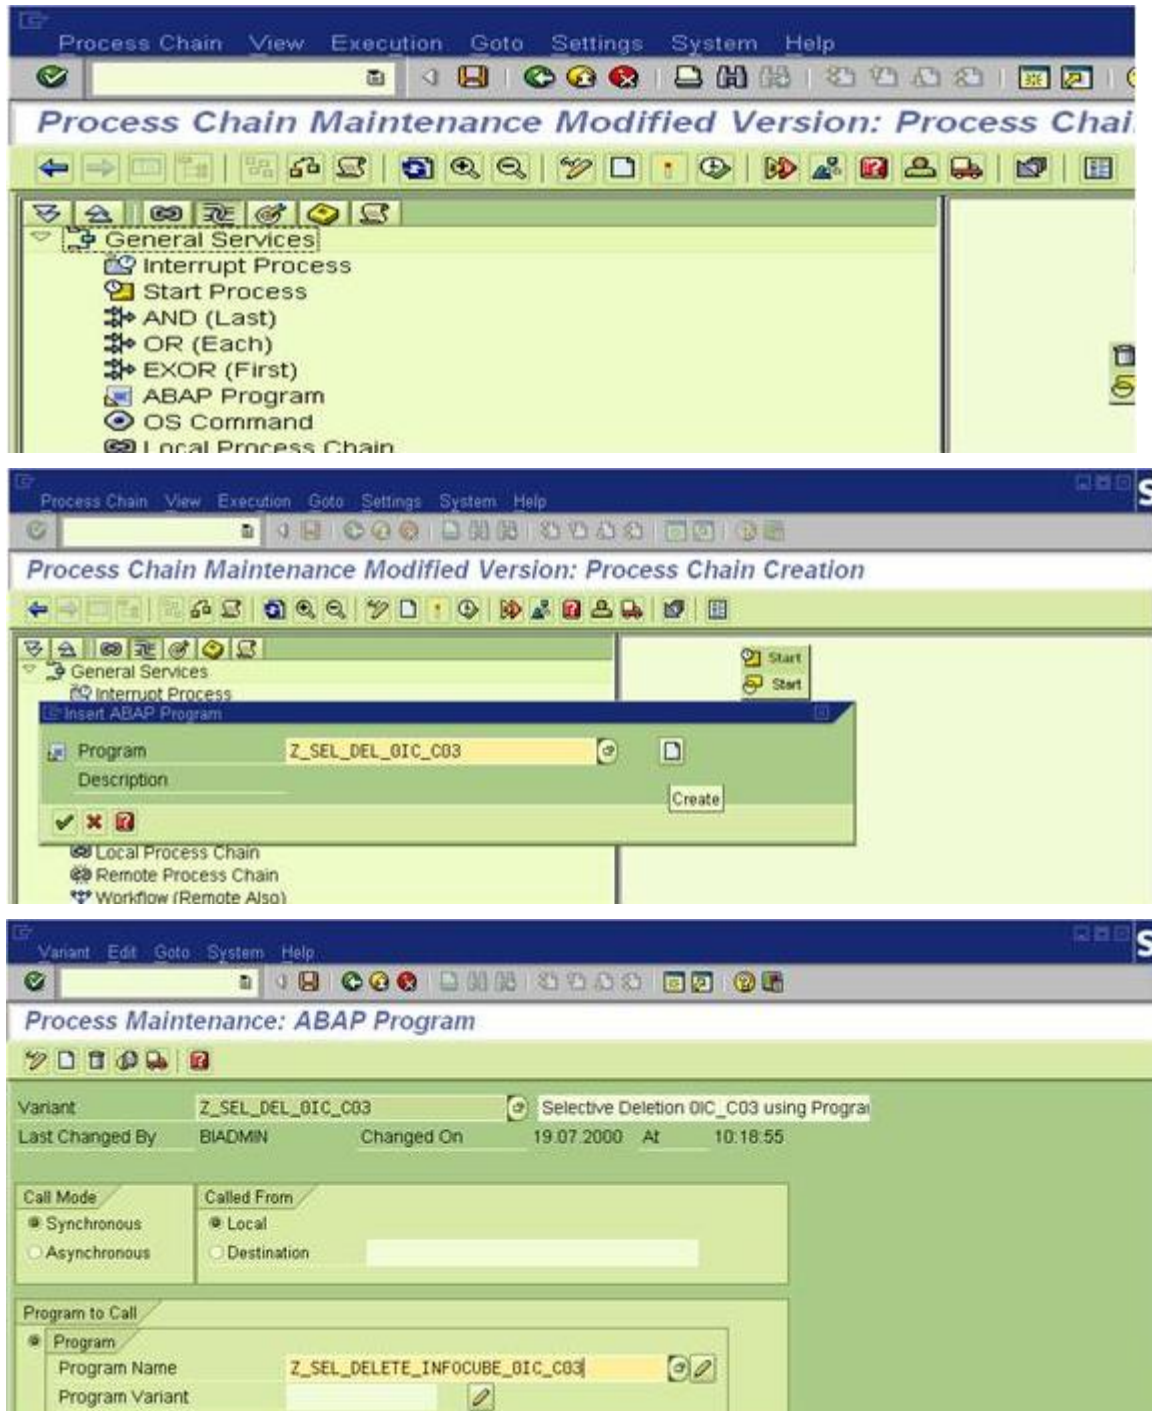 Process Chain View Execution Goto Settings System Help
Process Chain Maintenance Modified Version: Process Chai
General Services
Interrupt Process
Start Process
AND (Last)
OR (Each)
EXOR (First)
ABAP Program
OS Command
Local Process Chain
Process Chain View Execution Goto Settings System Help
S
Process Chain Maintenance Modified Version: Process Chain Creation
General Services
Interrupt Process
Start
Start
Insert ABAP Program
Program Z_SEL_DEL_0IC_C03
Description
Create
Local Process Chain
Remote Process Chain
Workflow (Remote Also)
Variant Edit Goto System Help
S
Process Maintenance: ABAP Program
Variant Z_SEL_DEL_0IC_C03 Selective Deletion 0IC_C03 using Progra
Last Changed By BIADMIN Changed On 19.07.2000 At 10:18:55
Call Mode Called From
Synchronous Local
Asynchronous Destination
Program to Call
Program
Program Name Z_SEL_DELETE_INFOCUBE_0IC_C03
Program Variant